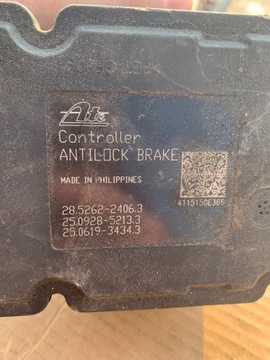 Ate
Controller
ANTILOCK BRAKE
MADE IN PHILIPPINES
4115150E366
28.5262-2406.3
25.0928-5213.3
25.0619-3434.3